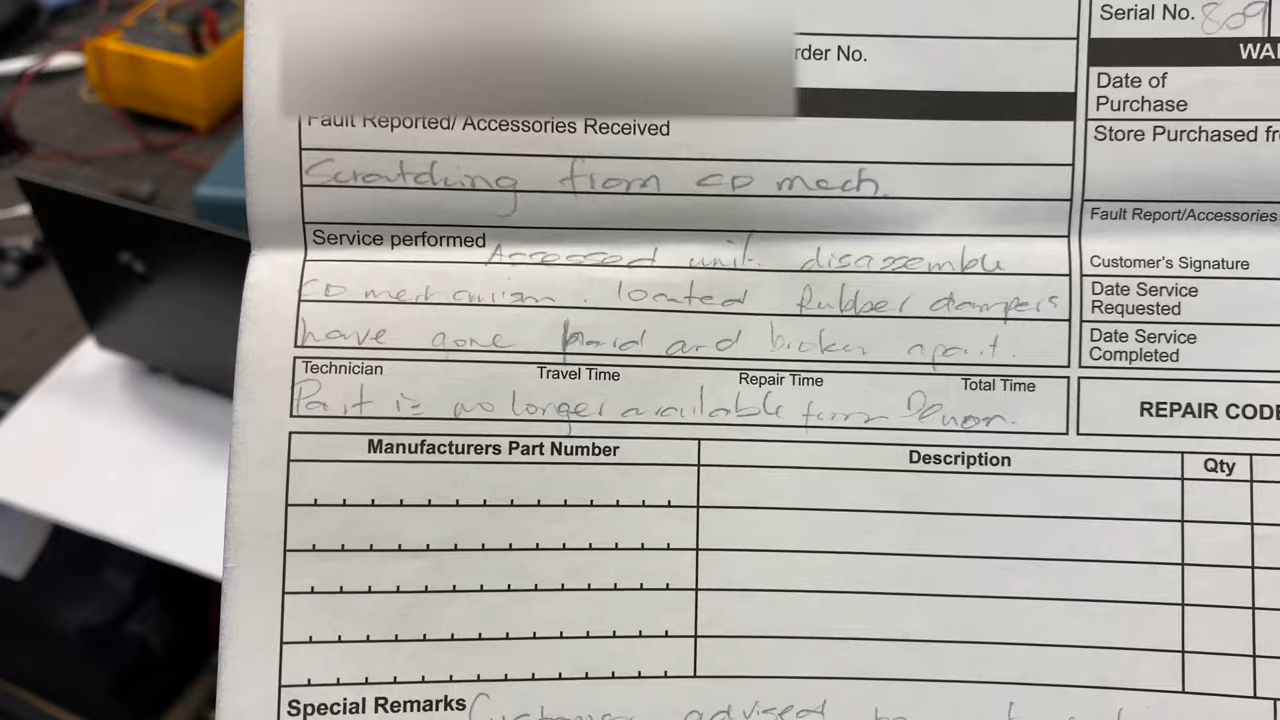 Serial No. 809
rder No.
WAI
Date of
Purchase
Store Purchased fr
Fault Reported/ Accessories Received
Scratching from CD mech.
Fault Report/Accessories
Service performed Assessed unit. disassemble
Customer's Signature
CD mechanism. located Rubber dampers
Date Service
Requested
have gone hard and broken apart.
Date Service
Completed
Technician Travel Time Repair Time Total Time
Part is no longer available from Denon.
REPAIR CODE
Manufacturers Part Number Description Qty
Special Remarks Customer advised